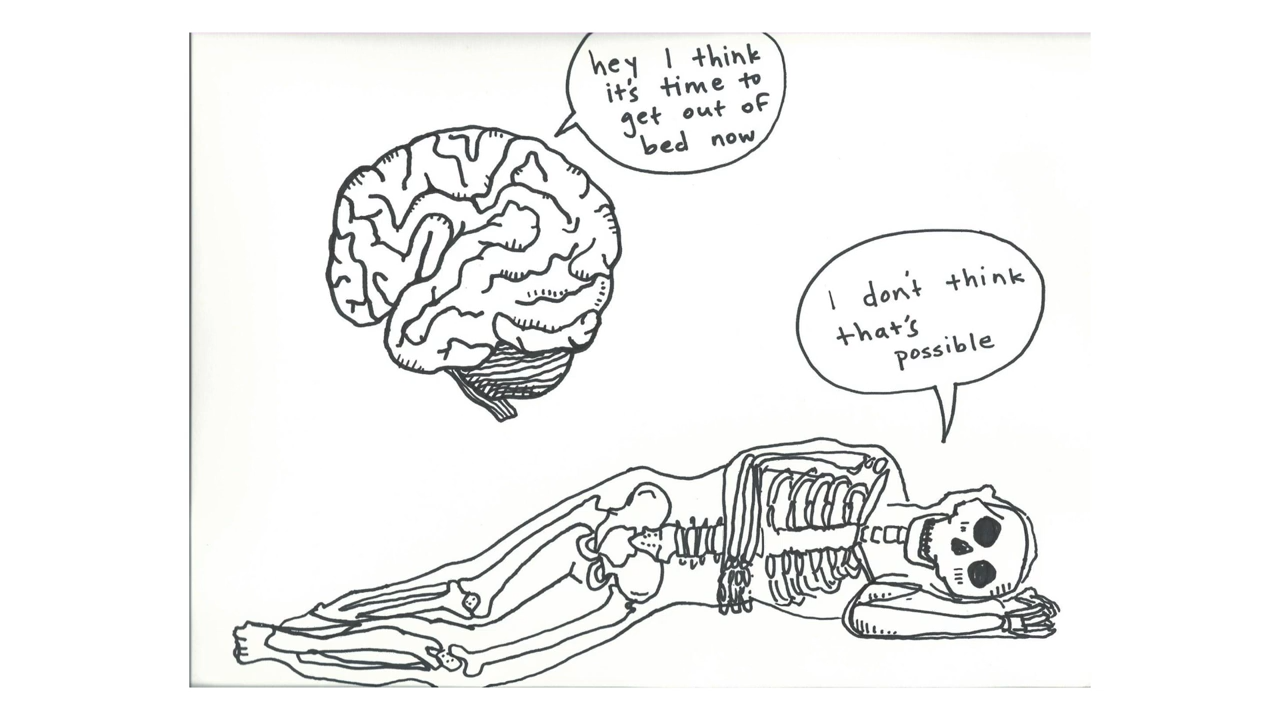 hey I think
it's time to
get out of
bed now
I don't think
that's
possible